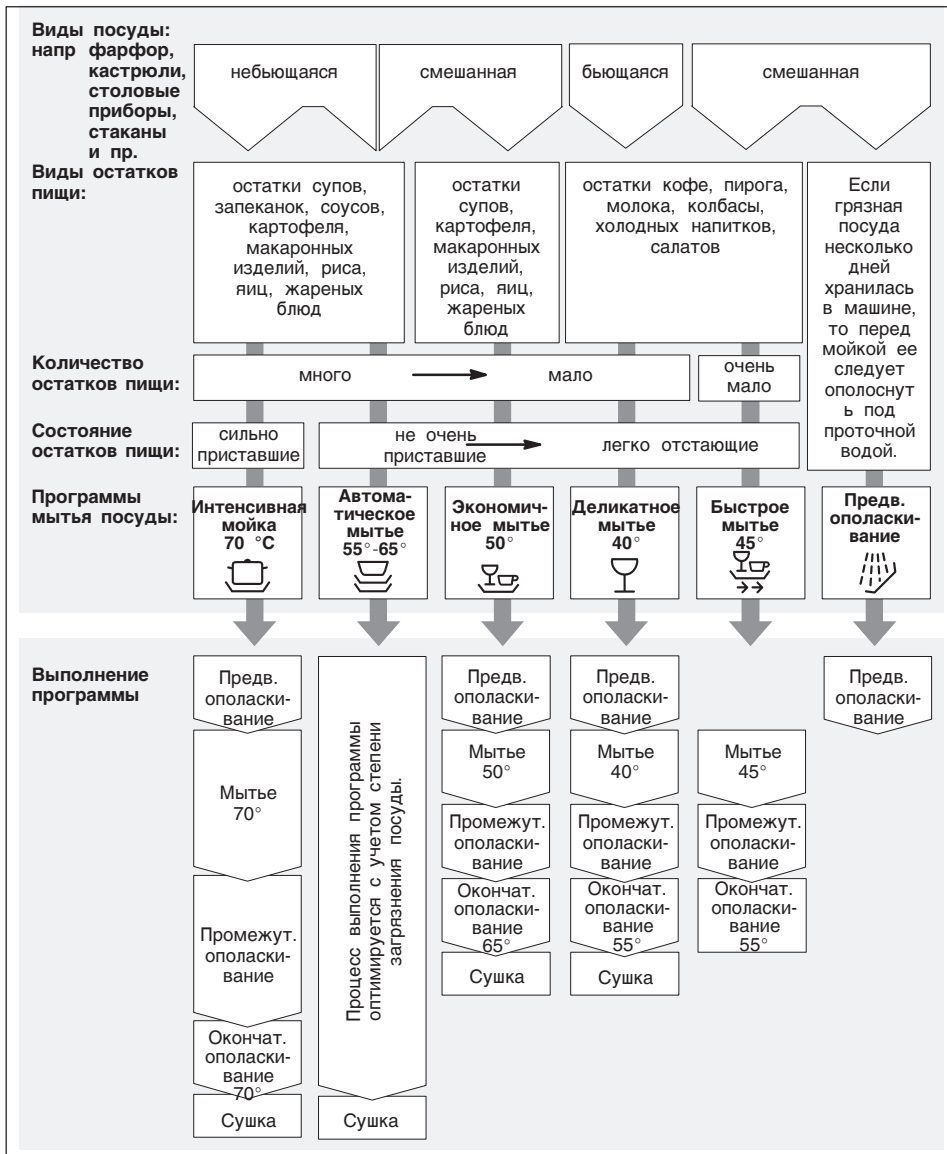 Виды посуды:
напр фарфор,
кастрюли,
столовые
приборы,
стаканы
и пр.
небьющаяся
смешанная
бьющаяся
смешанная
Виды остатков
пищи:
остатки супов,
запеканок, соусов,
картофеля,
макаронных
изделий, риса,
яиц, жареных
блюд
остатки
супов,
картофеля,
макаронных
изделий,
риса, яиц,
жареных
блюд
остатки кофе, пирога,
молока, колбасы,
холодных напитков,
салатов
Если
грязная
посуда
несколько
дней
хранилась
в машине,
то перед
мойкой ее
следует
ополоснут
ь под
проточной
водой.
Количество
остатков пищи:
много
мало
очень
мало
Состояние
остатков пищи:
сильно
приставшие
не очень
приставшие
легко отстающие
Программы
мытья посуды:
Интенсивная
мойка
70 °C
Автома-
тическое
мытье
55°-65°
Экономич-
ное мытье
50°
Деликатное
мытье
40°
Быстрое
мытье
45°
Предв.
ополаски-
вание
Выполнение
программы
Предв.
ополаски-
вание
Мытье
70°
Промежут.
ополаски-
вание
Окончат.
ополаски-
вание
70°
Сушка
Процесс выполнения программы
оптимируется с учетом степени
загрязнения посуды.
Сушка
Предв.
ополаски-
вание
Мытье
50°
Промежут.
ополаски-
вание
Окончат.
ополаски-
вание
65°
Сушка
Предв.
ополаски-
вание
Мытье
40°
Промежут.
ополаски-
вание
Окончат.
ополаски-
вание
55°
Сушка
Мытье
45°
Промежут.
ополаски-
вание
Окончат.
ополаски-
вание
55°
Предв.
ополаски-
вание